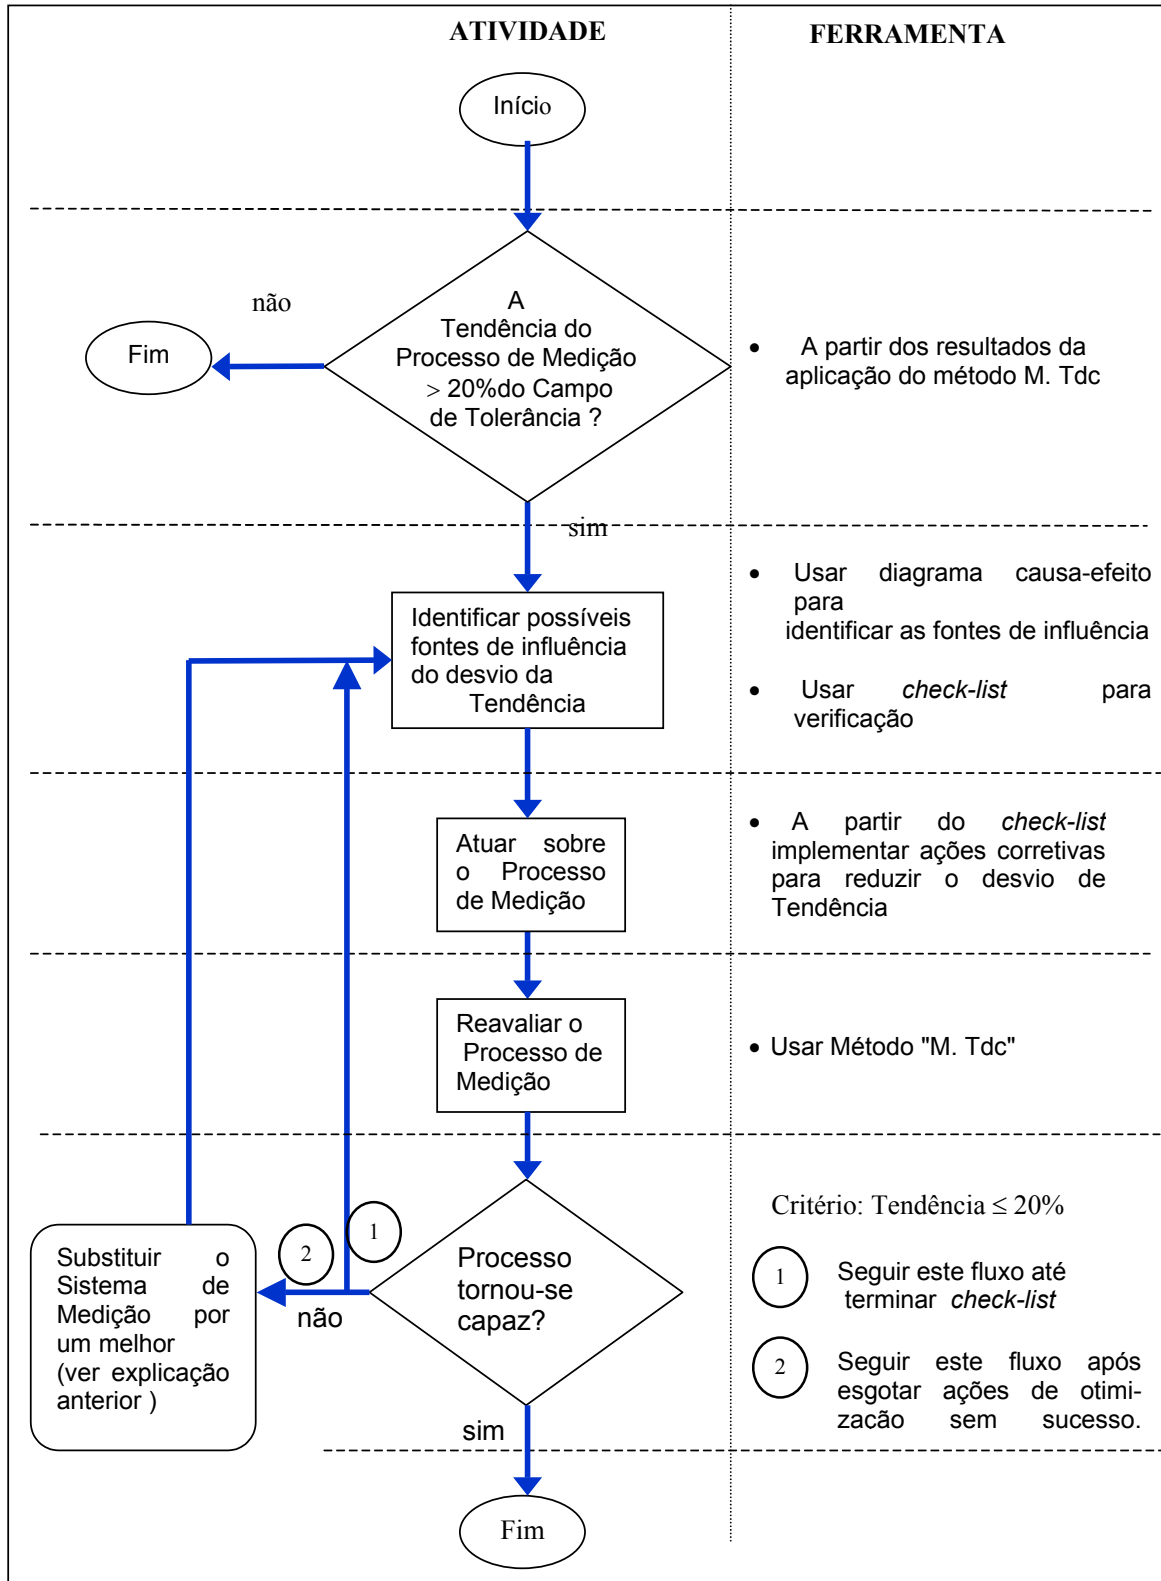 ATIVIDADE
FERRAMENTA
Início
não
A
Tendência do
Processo de Medição
> 20%do Campo
de Tolerância ?
Fim
• A partir dos resultados da
aplicação do método M. Tdc
sim
Identificar possíveis
fontes de influência
do desvio da
Tendência
• Usar diagrama causa-efeito
para
identificar as fontes de influência
• Usar check-list para
verificação
Atuar sobre
o Processo
de Medição
• A partir do check-list
implementar ações corretivas
para reduzir o desvio de
Tendência
Reavaliar o
Processo de
Medição
• Usar Método "M. Tdc"
Processo
tornou-se
capaz?
1
2
não
Substituir o
Sistema de
Medição por
um melhor
(ver explicação
anterior )
Critério: Tendência ≤ 20%
1 Seguir este fluxo até
terminar check-list
2 Seguir este fluxo após
esgotar ações de otimi-
zacão sem sucesso.
sim
Fim